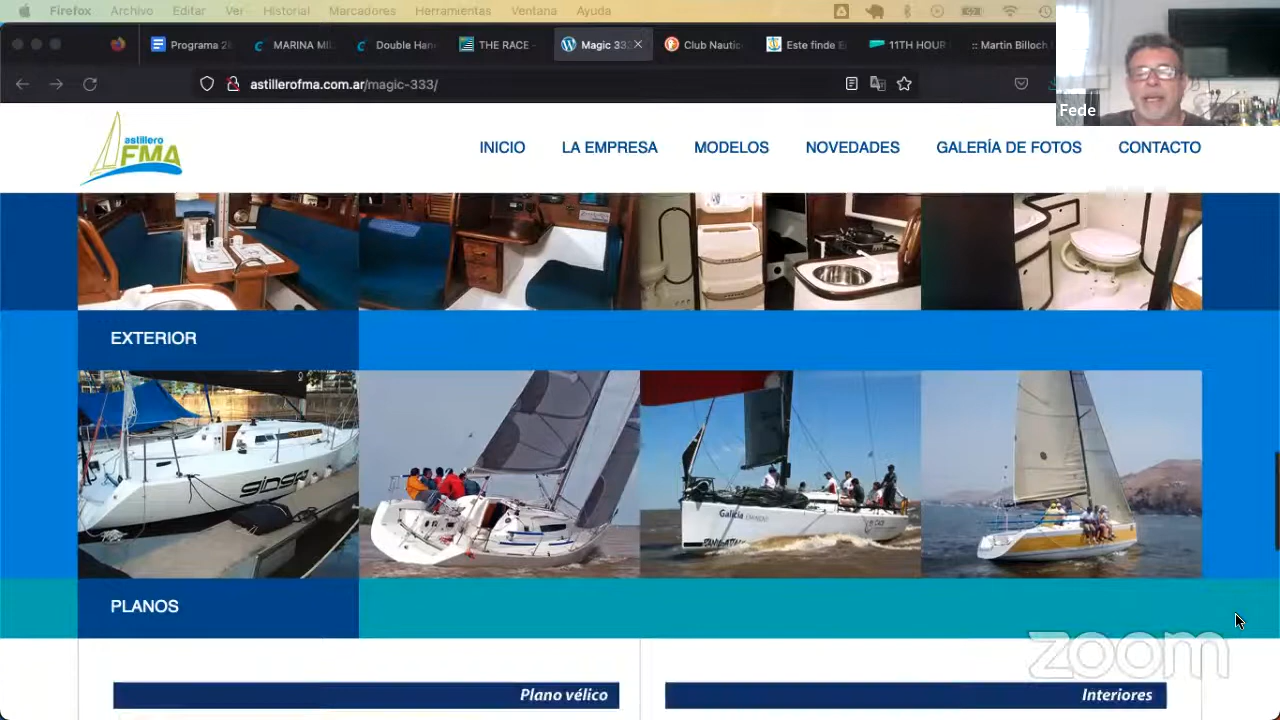 Firefox Archivo Editar Ver Historial Marcadores Herramientas Ventana Ayuda
Programa 2
MARINA MI
Double Han
THE RACE -
Magic 33
Club Nautic
Este finde E
11TH HOUR
:: Martin Billoch
astillerofma.com.ar/magic-333/
Fede
astillero
FMA
INICIO LA EMPRESA MODELOS NOVEDADES GALERÍA DE FOTOS CONTACTO
EXTERIOR
Galicia
PLANOS
zoom
Plano vélico
Interiores